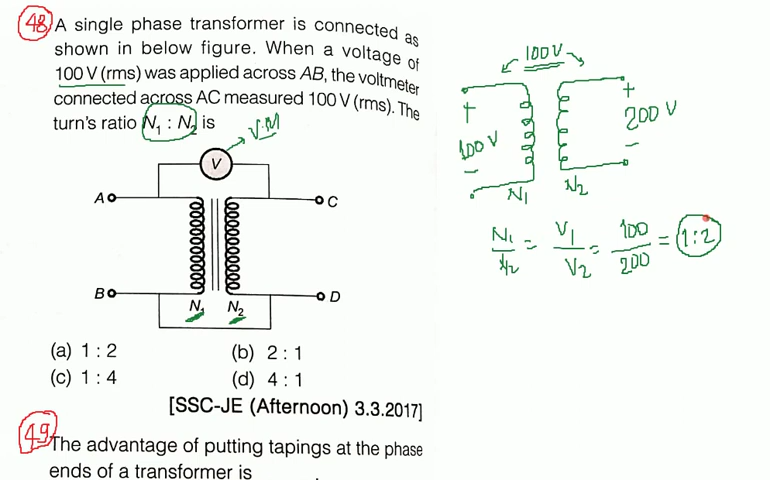 48 A single phase transformer is connected as
shown in below figure. When a voltage of
100 V (rms) was applied across AB, the voltmeter
connected across AC measured 100 V (rms). The
turn's ratio N₁ : N₂ is
V.M
V
A
C
B
D
N₁ N₂
(a) 1 : 2 (b) 2 : 1
(c) 1 : 4 (d) 4 : 1
[SSC-JE (Afternoon) 3.3.2017]
49 The advantage of putting tapings at the phase
ends of a transformer is
100V
+ +
100V 200V
- -
N₁ N₂
N₁/N₂ = V₁/V₂ = 100/200 = 1:2